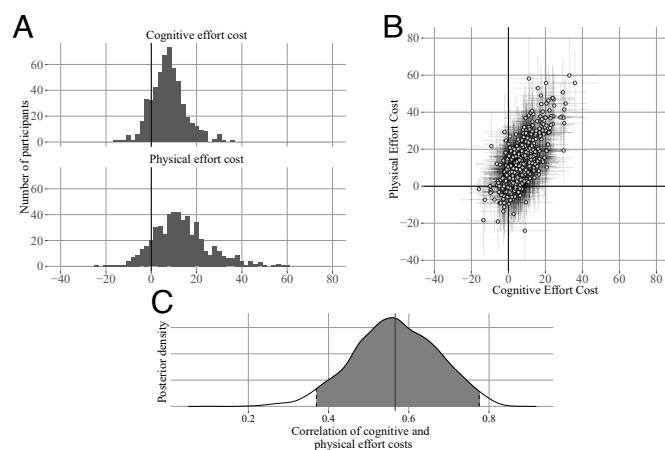 A
Cognitive effort cost
60
40
20
0
Number of participants
Physical effort cost
60
40
20
0
−40 −20 0 20 40 60 80
B
80
60
40
20
0
−20
−40
Physical Effort Cost
−40 −20 0 20 40 60 80
Cognitive Effort Cost
C
Posterior density
0.2 0.4 0.6 0.8
Correlation of cognitive and
physical effort costs